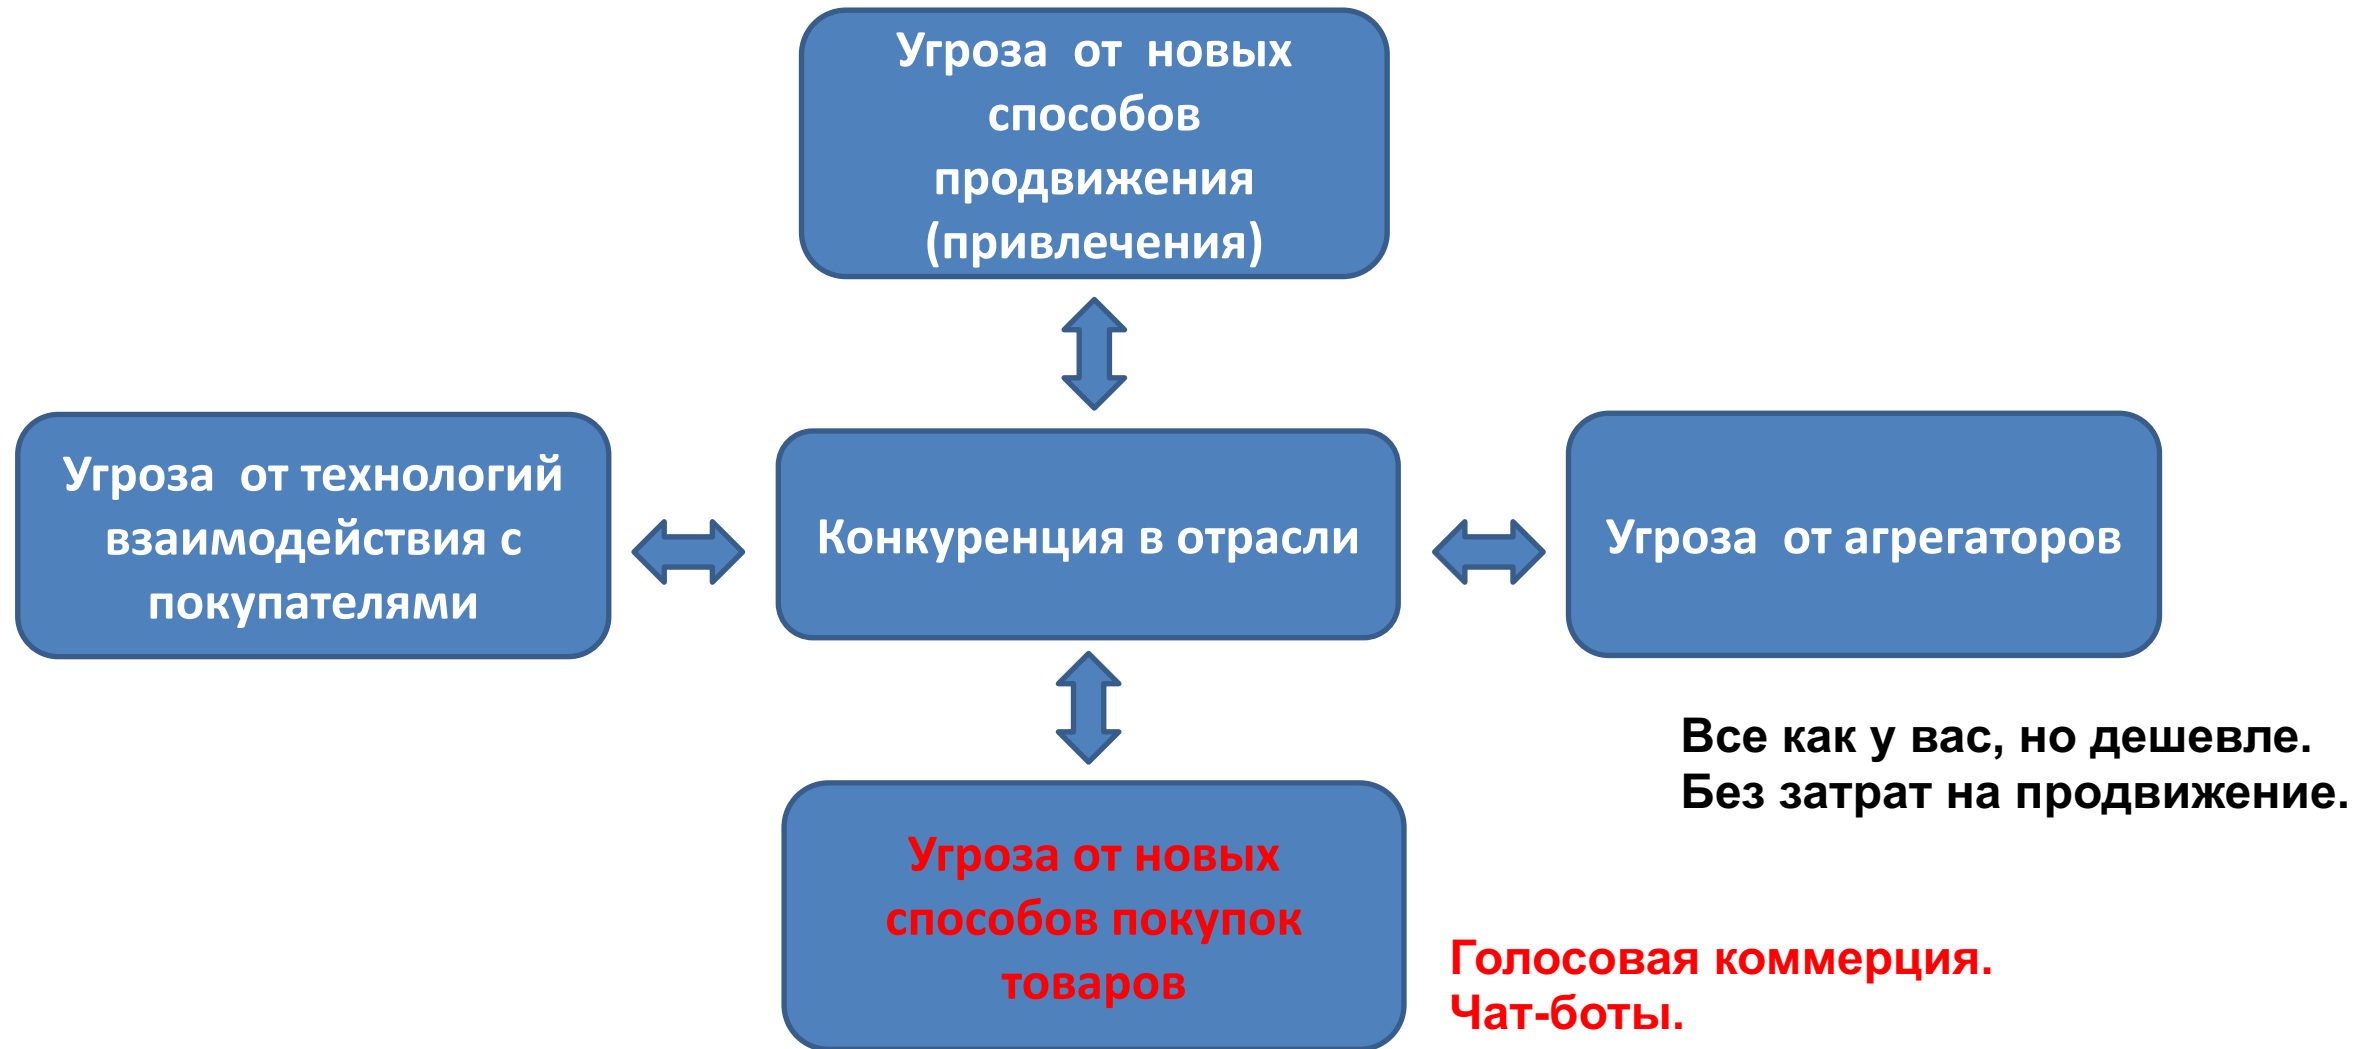 Угроза от новых
способов
продвижения
(привлечения)
Угроза от технологий
взаимодействия с
покупателями
Конкуренция в отрасли
Угроза от агрегаторов
Все как у вас, но дешевле.
Без затрат на продвижение.
Угроза от новых
способов покупок
товаров
Голосовая коммерция.
Чат-боты.